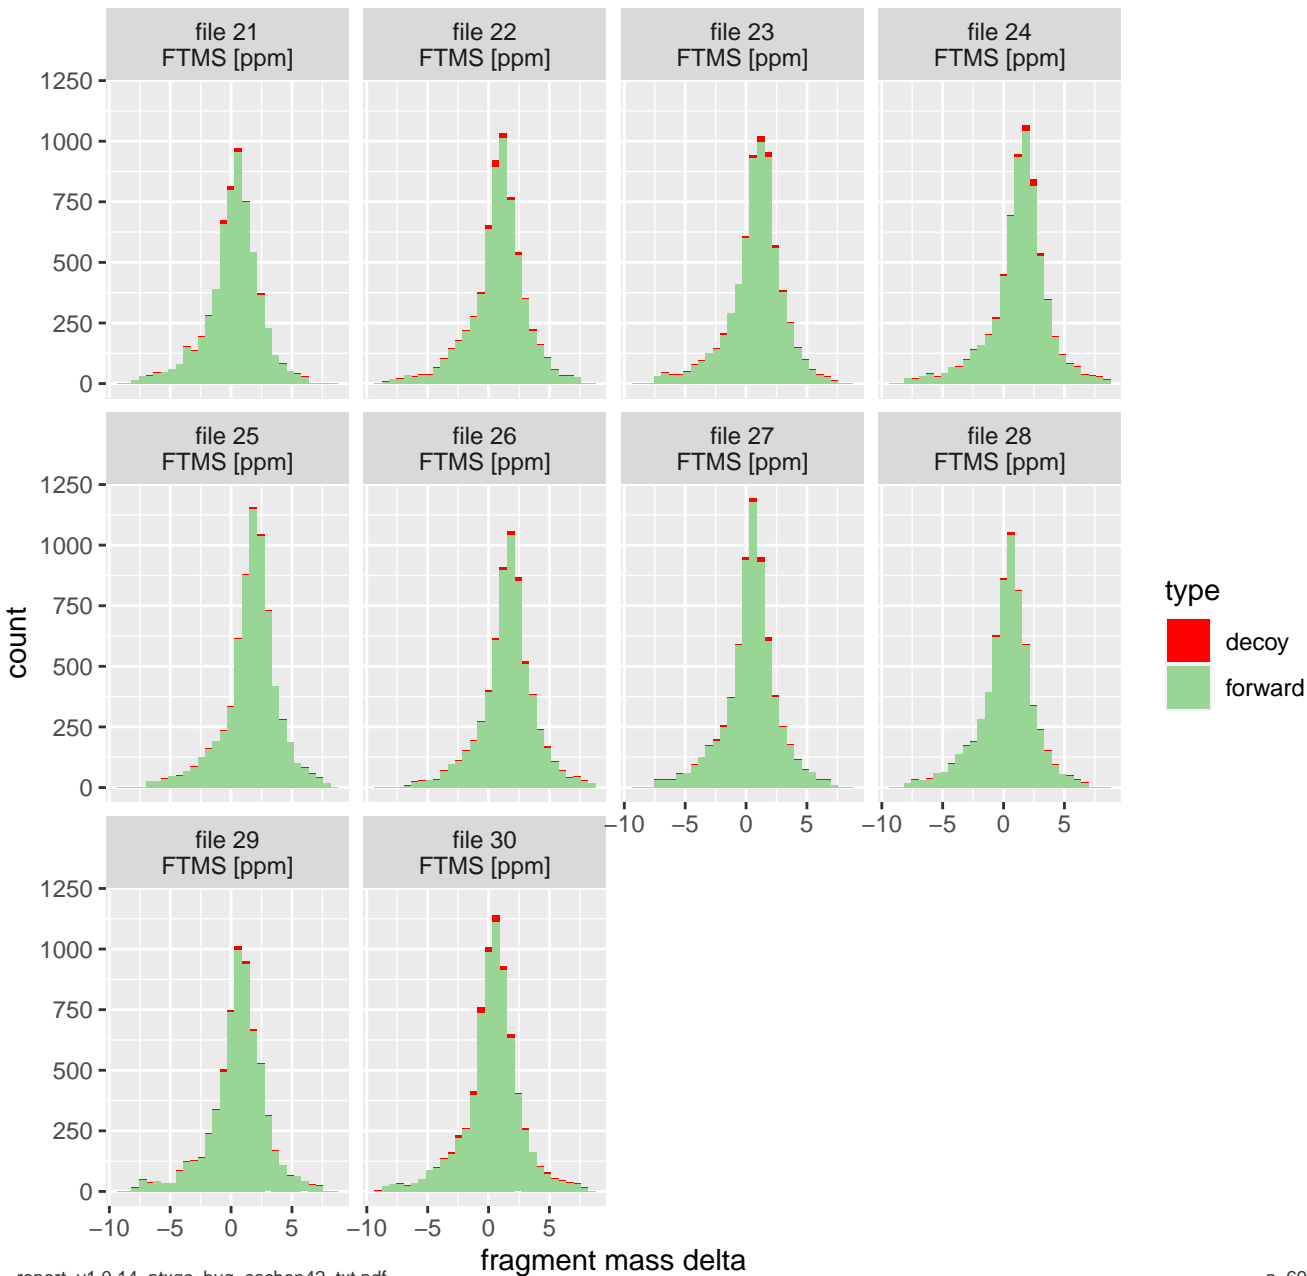 file 21
FTMS [ppm]
file 22
FTMS [ppm]
file 23
FTMS [ppm]
file 24
FTMS [ppm]
1250
1000
750
500
250
0
file 25
FTMS [ppm]
file 26
FTMS [ppm]
file 27
FTMS [ppm]
file 28
FTMS [ppm]
1250
1000
750
500
250
0
−10 −5 0 5
−10 −5 0 5
file 29
FTMS [ppm]
file 30
FTMS [ppm]
1250
1000
750
500
250
0
−10 −5 0 5
−10 −5 0 5
count
fragment mass delta
type
decoy
forward